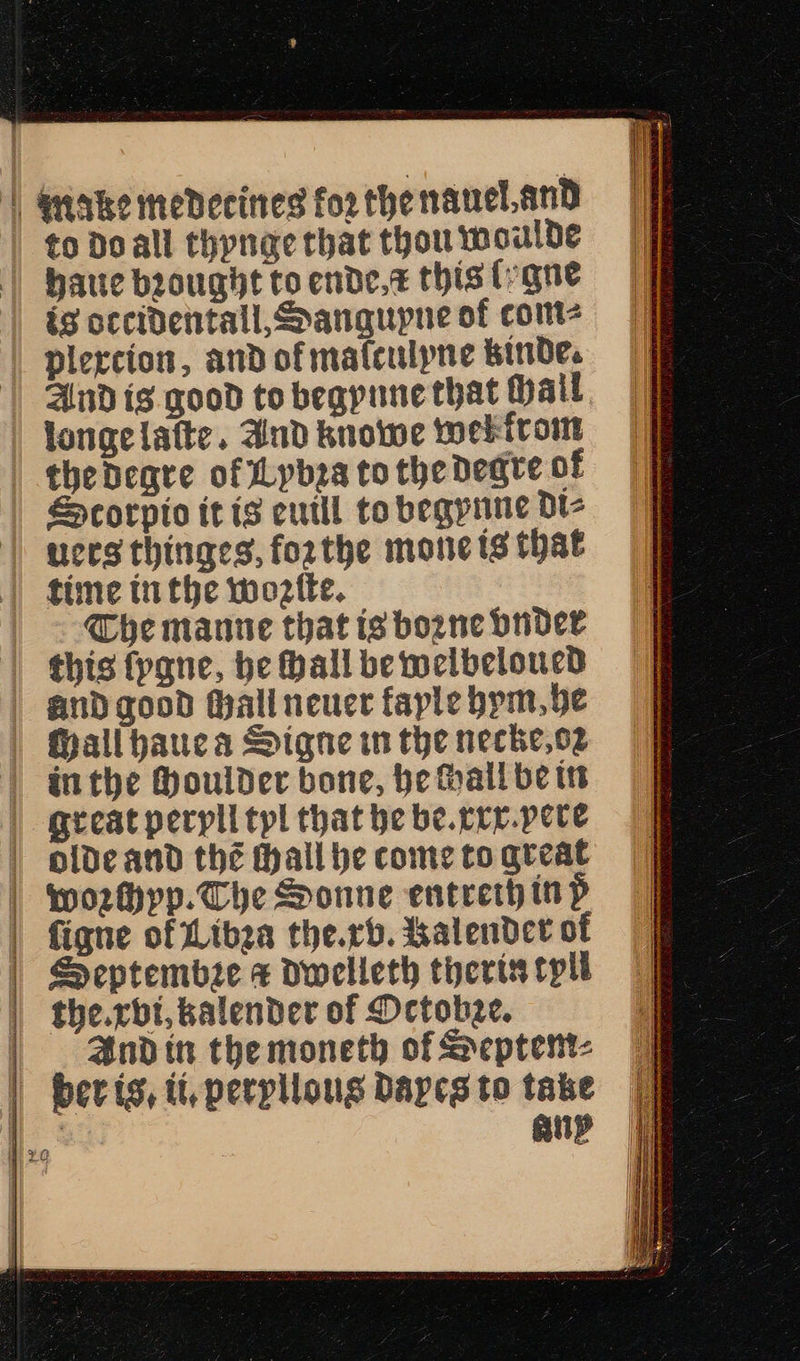 make medecines for the nauel, and
to do all thynge that thou woulde
haue brought to ende, & this sygne
is occidentall, Sanguyne of com-
plexcion, and of masculyne kinde.
And is good to begynne that shall
longe laste. And knowe wel from
the degre of Lybra to the degre of
Scorpio it is euill to begynne di-
uers thinges, for the mone is that
time in the worste.
The manne that is borne vnder
this sygne, he shall be welbeloued
and good shall neuer fayle hym, he
shall haue a Signe in the necke, or
in the shoulder bone, he shall be in
great peryll tyl that he be.xxx.yere
olde and thē shall he come to great
worshyp. The Sonne entreth in þͤ
signe of Libra the.xv. Kalender of
Septembre & dwelleth therin tyll
the.xvi, kalender of October.
And in the moneth of Septem-
ber is, ii, peryllous dayes to take
any